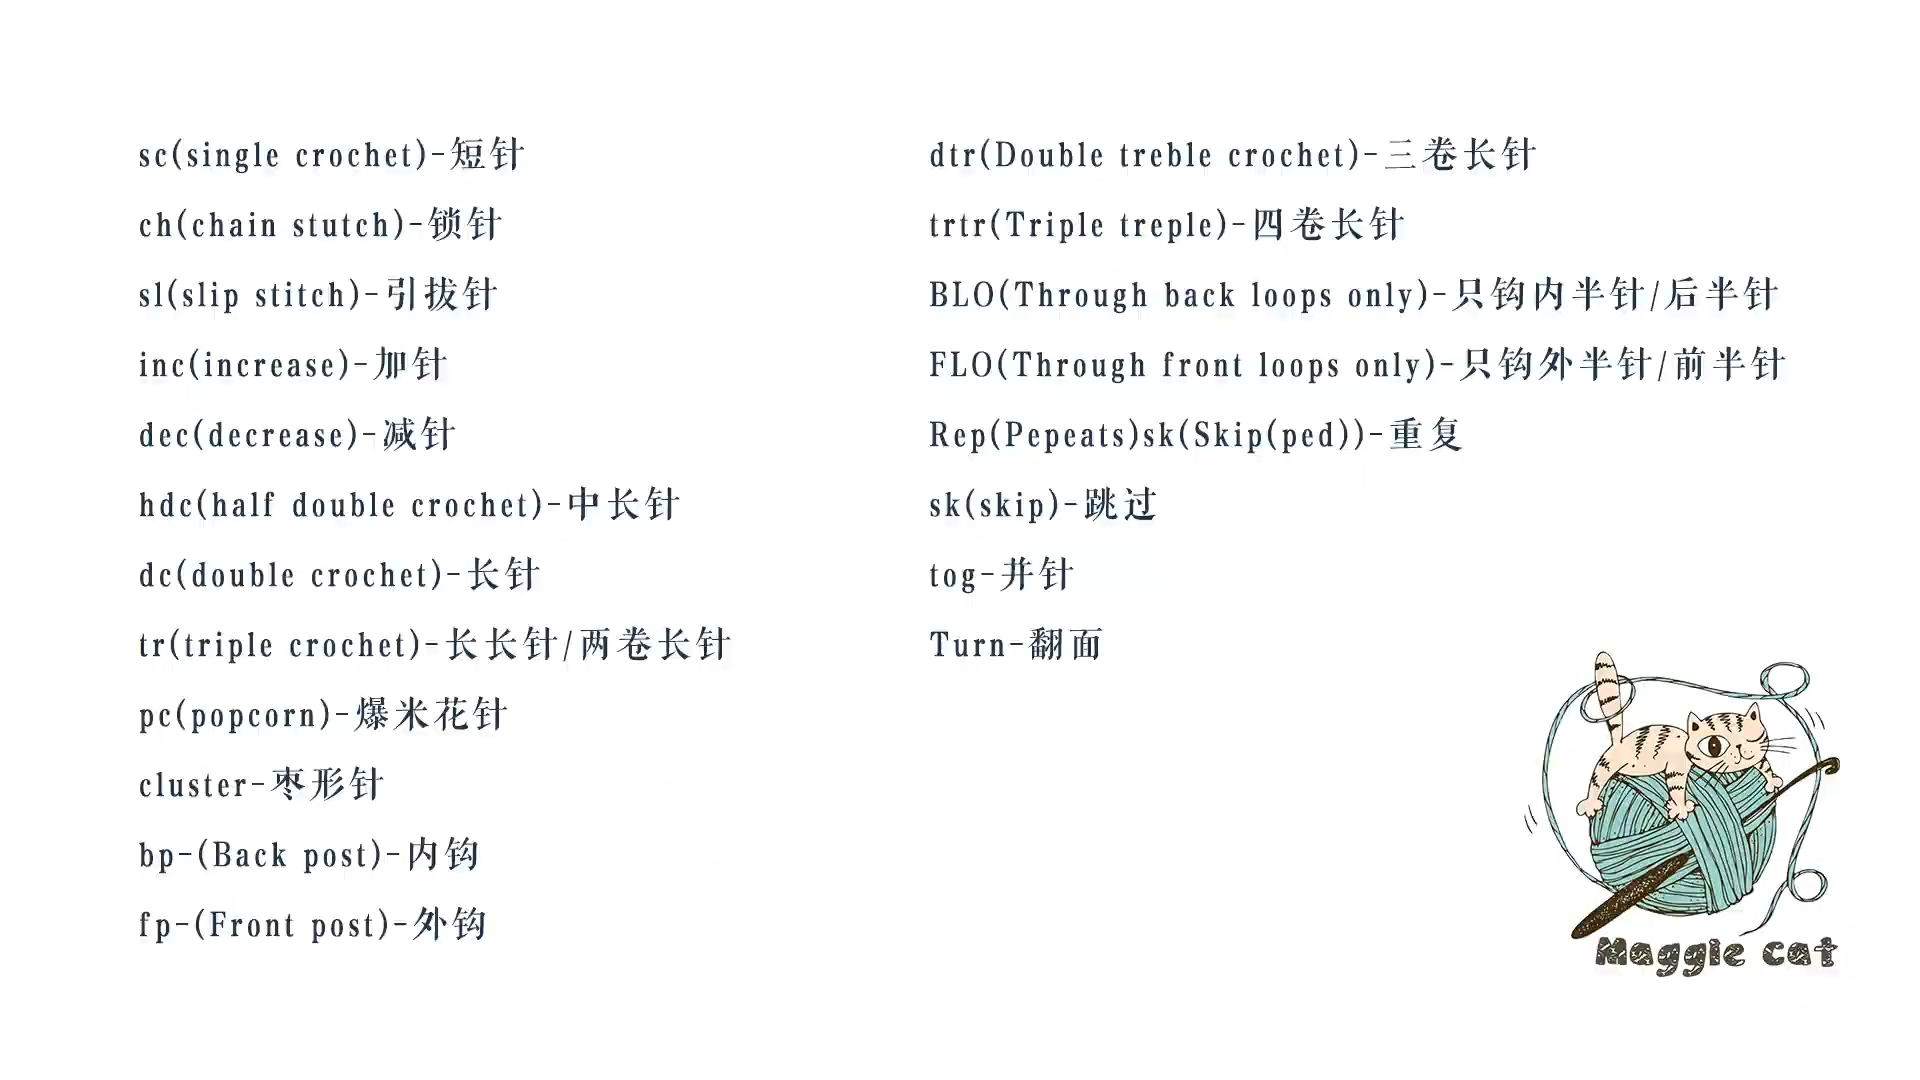 sc(single crochet)-短针
ch(chain stutch)-锁针
sl(slip stitch)-引拔针
inc(increase)-加针
dec(decrease)-减针
hdc(half double crochet)-中长针
dc(double crochet)-长针
tr(triple crochet)-长长针/两卷长针
pc(popcorn)-爆米花针
cluster-枣形针
bp-(Back post)-内钩
fp-(Front post)-外钩
dtr(Double treble crochet)-三卷长针
trtr(Triple treple)-四卷长针
BLO(Through back loops only)-只钩内半针/后半针
FLO(Through front loops only)-只钩外半针/前半针
Rep(Pepeats)sk(Skip(ped))-重复
sk(skip)-跳过
tog-并针
Turn-翻面
Maggie cat